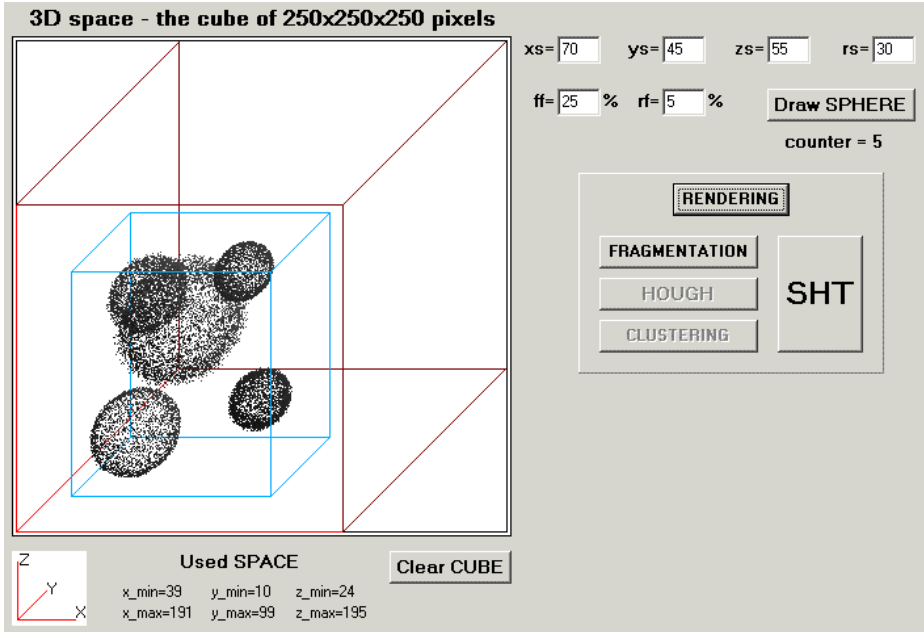 3D space - the cube of 250x250x250 pixels
xs= 70 ys= 45 zs= 55 rs= 30
ff= 25 % rf= 5 % Draw SPHERE
counter = 5
RENDERING
FRAGMENTATION
HOUGH
CLUSTERING
SHT
Z
Y
X
Used SPACE
x_min=39 y_min=10 z_min=24
x_max=191 y_max=99 z_max=195
Clear CUBE